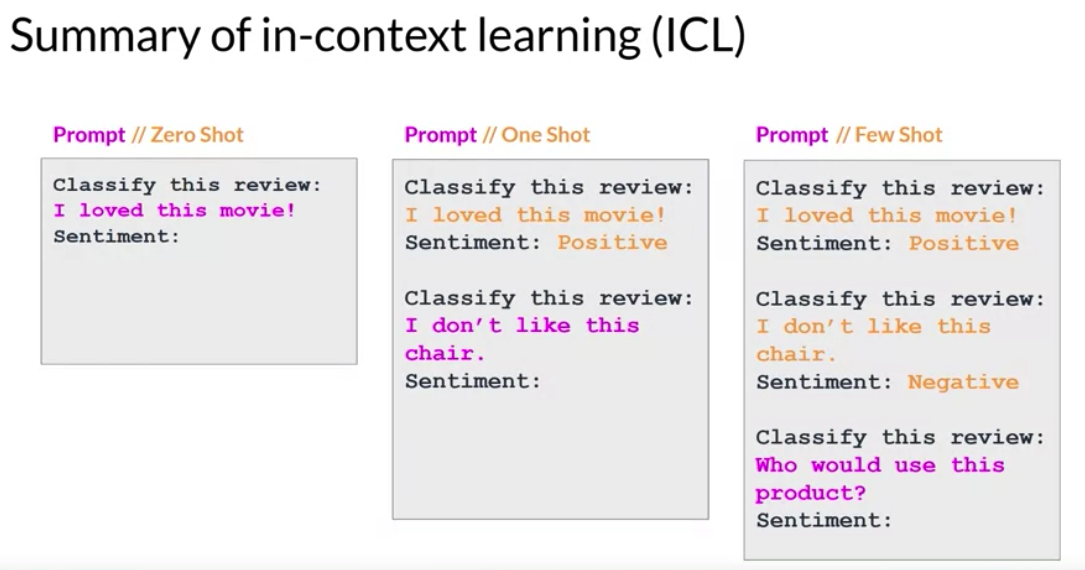 Summary of in-context learning (ICL)
Prompt // Zero Shot
Classify this review:
I loved this movie!
Sentiment:
Prompt // One Shot
Classify this review:
I loved this movie!
Sentiment: Positive
Classify this review:
I don't like this
chair.
Sentiment:
Prompt // Few Shot
Classify this review:
I loved this movie!
Sentiment: Positive
Classify this review:
I don't like this
chair.
Sentiment: Negative
Classify this review:
Who would use this
product?
Sentiment: